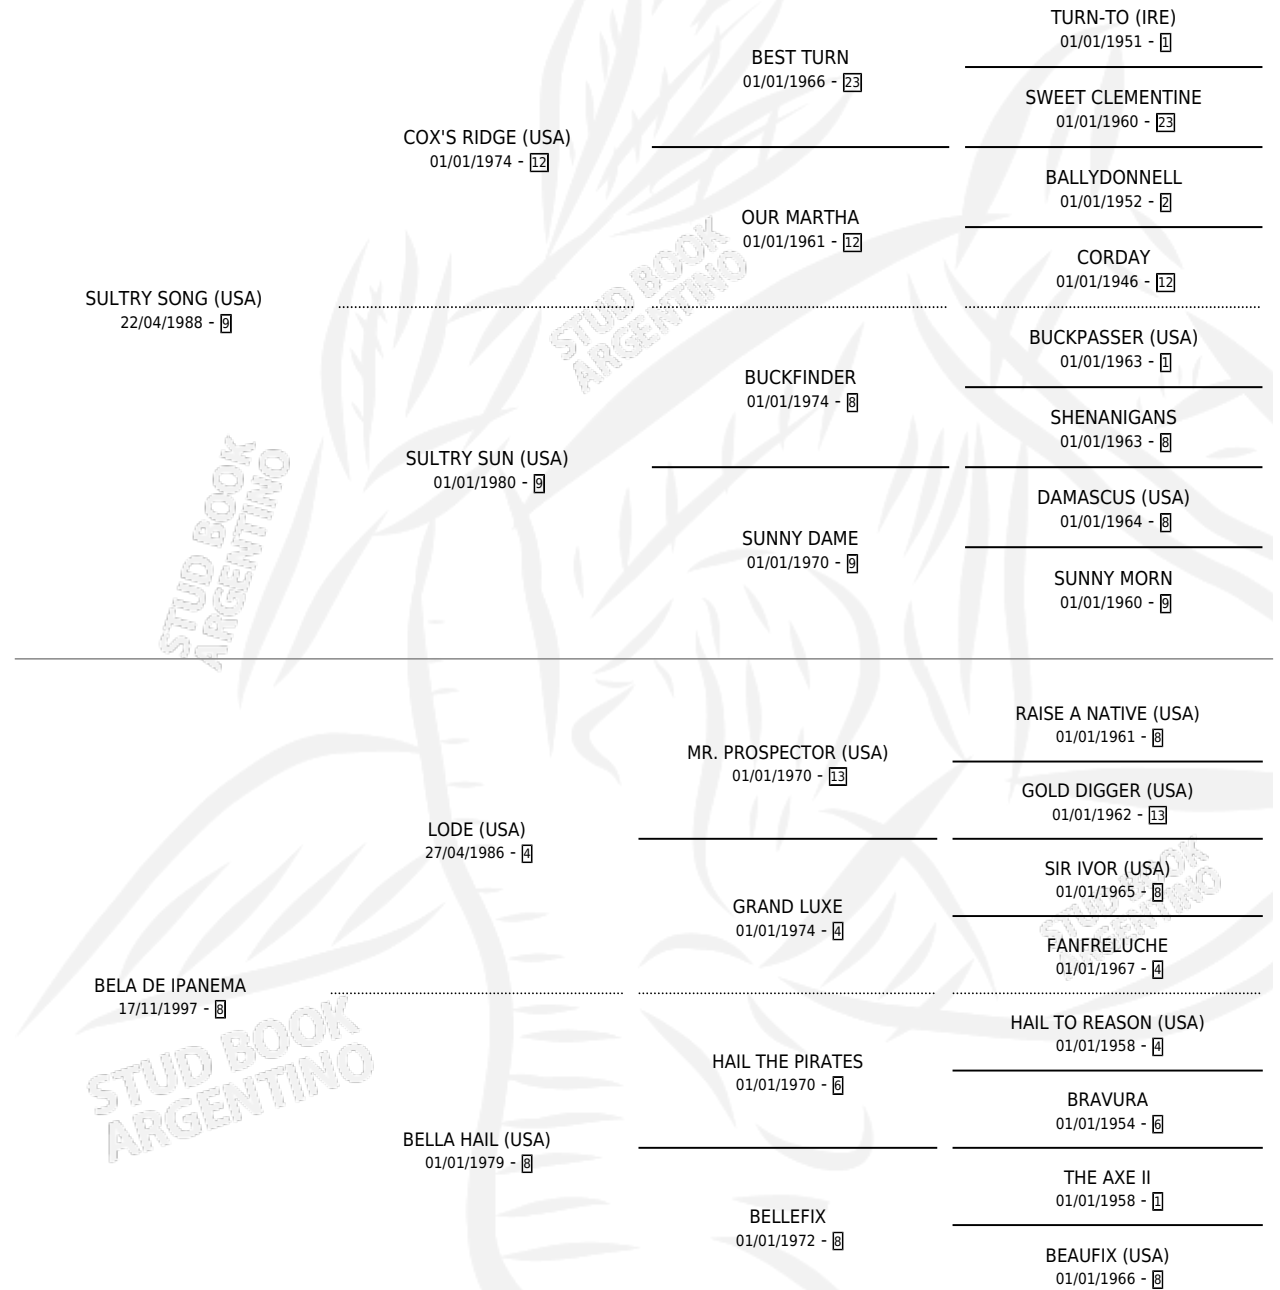 TURN-TO (IRE)
01/01/1951 - 1
BEST TURN
01/01/1966 - 23
SWEET CLEMENTINE
01/01/1960 - 23
COX'S RIDGE (USA)
01/01/1974 - 12
BALLYDONNELL
01/01/1952 - 2
OUR MARTHA
01/01/1961 - 12
CORDAY
01/01/1946 - 12
SULTRY SONG (USA)
22/04/1988 - 9
STUD BOOK
ARGENTINO
BUCKPASSER (USA)
01/01/1963 - 1
BUCKFINDER
01/01/1974 - 8
SHENANIGANS
01/01/1963 - 8
SULTRY SUN (USA)
01/01/1980 - 9
DAMASCUS (USA)
01/01/1964 - 8
SUNNY DAME
01/01/1970 - 9
SUNNY MORN
01/01/1960 - 9
STUD BOOK
ARGENTINO
RAISE A NATIVE (USA)
01/01/1961 - 8
MR. PROSPECTOR (USA)
01/01/1970 - 13
GOLD DIGGER (USA)
01/01/1962 - 13
LODE (USA)
27/04/1986 - 4
SIR IVOR (USA)
01/01/1965 - 8
GRAND LUXE
01/01/1974 - 4
FANFRELUCHE
01/01/1967 - 4
STUD BOOK
ARGENTINO
BELA DE IPANEMA
17/11/1997 - 8
HAIL TO REASON (USA)
01/01/1958 - 4
HAIL THE PIRATES
01/01/1970 - 6
BRAVURA
01/01/1954 - 6
STUD BOOK
ARGENTINO
BELLA HAIL (USA)
01/01/1979 - 8
THE AXE II
01/01/1958 - 1
BELLEFIX
01/01/1972 - 8
BEAUFIX (USA)
01/01/1966 - 8